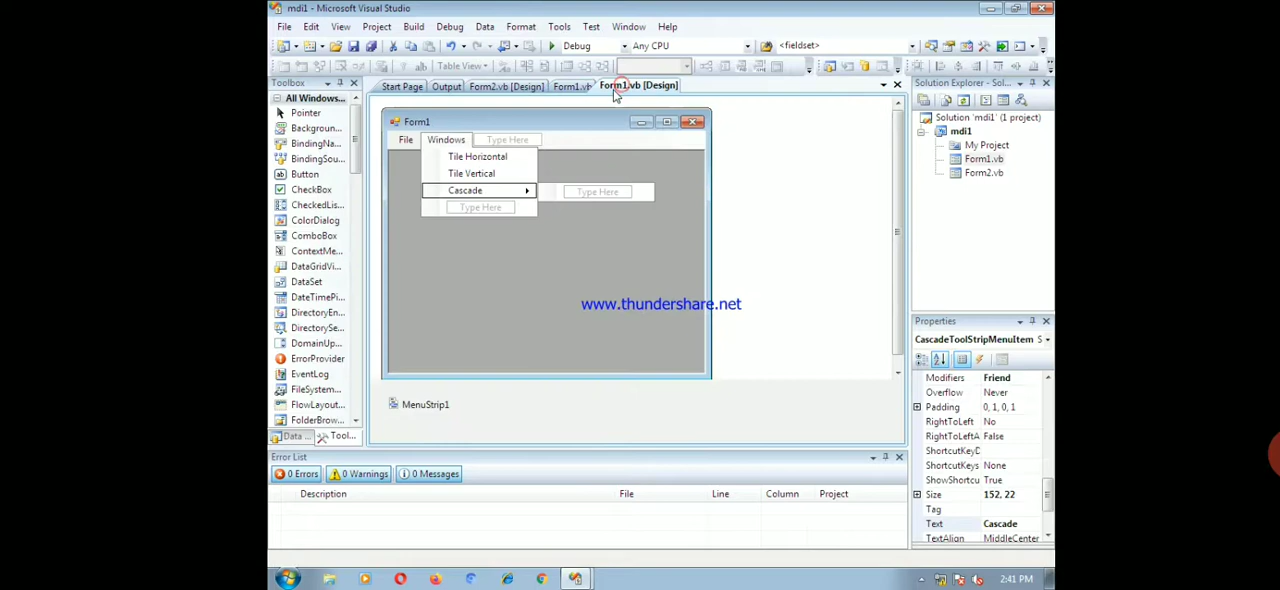 mdi1 - Microsoft Visual Studio
File Edit View Project Build Debug Data Format Tools Test Window Help
Debug Any CPU <fieldset>
Table View
Toolbox
Start Page Output Form2.vb [Design] Form1.vb Form1.vb [Design]
Solution Explorer - mdi1
All Windows...
Pointer
Backgroun...
BindingNa...
BindingSou...
Button
CheckBox
CheckedLis...
ColorDialog
ComboBox
ContextMe...
DataGridVi...
DataSet
DateTimePi...
DirectoryEn...
DirectorySe...
DomainUp...
ErrorProvider
EventLog
FileSystem...
FlowLayout...
FolderBrow...
Data ... Tool...
Form1
File Windows Type Here
Tile Horizontal
Tile Vertical
Cascade Type Here
Type Here
www.thundershare.net
MenuStrip1
Solution 'mdi1' (1 project)
mdi1
My Project
Form1.vb
Form2.vb
Properties
CascadeToolStripMenuItem S
Modifiers Friend
Overflow Never
Padding 0, 1, 0, 1
RightToLeft No
RightToLeftA False
ShortcutKeyD
ShortcutKeys None
ShowShortcu True
Size 152, 22
Tag
Text Cascade
TextAlign MiddleCenter
Error List
0 Errors 0 Warnings 0 Messages
Description File Line Column Project
2:41 PM